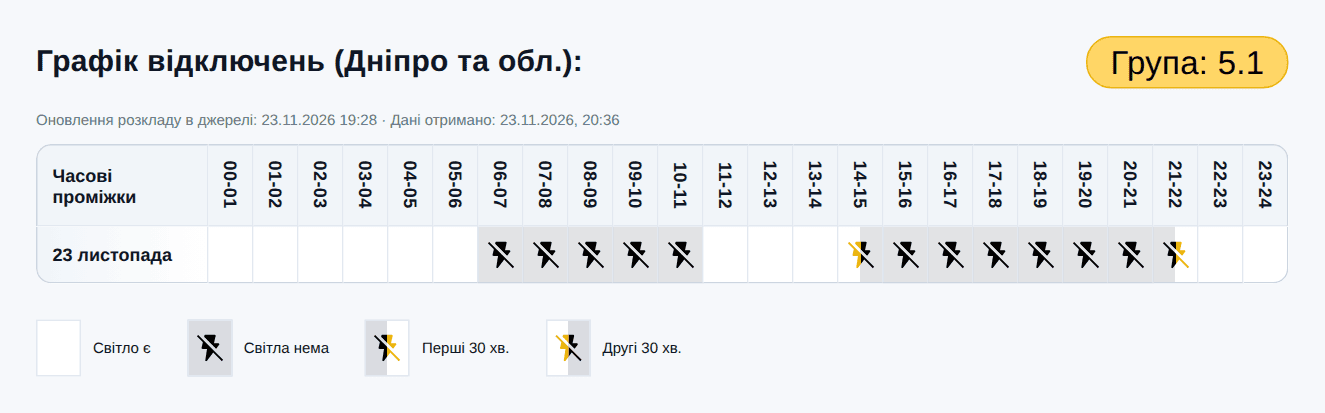 Графік відключень (Дніпро та обл.):
Група: 5.1
Оновлення розкладу в джерелі: 23.11.2026 19:28 · Дані отримано: 23.11.2026, 20:36
Часові
проміжки
00-01
01-02
02-03
03-04
04-05
05-06
06-07
07-08
08-09
09-10
10-11
11-12
12-13
13-14
14-15
15-16
16-17
17-18
18-19
19-20
20-21
21-22
22-23
23-24
23 листопада
Світло є
Світла нема
Перші 30 хв.
Другі 30 хв.